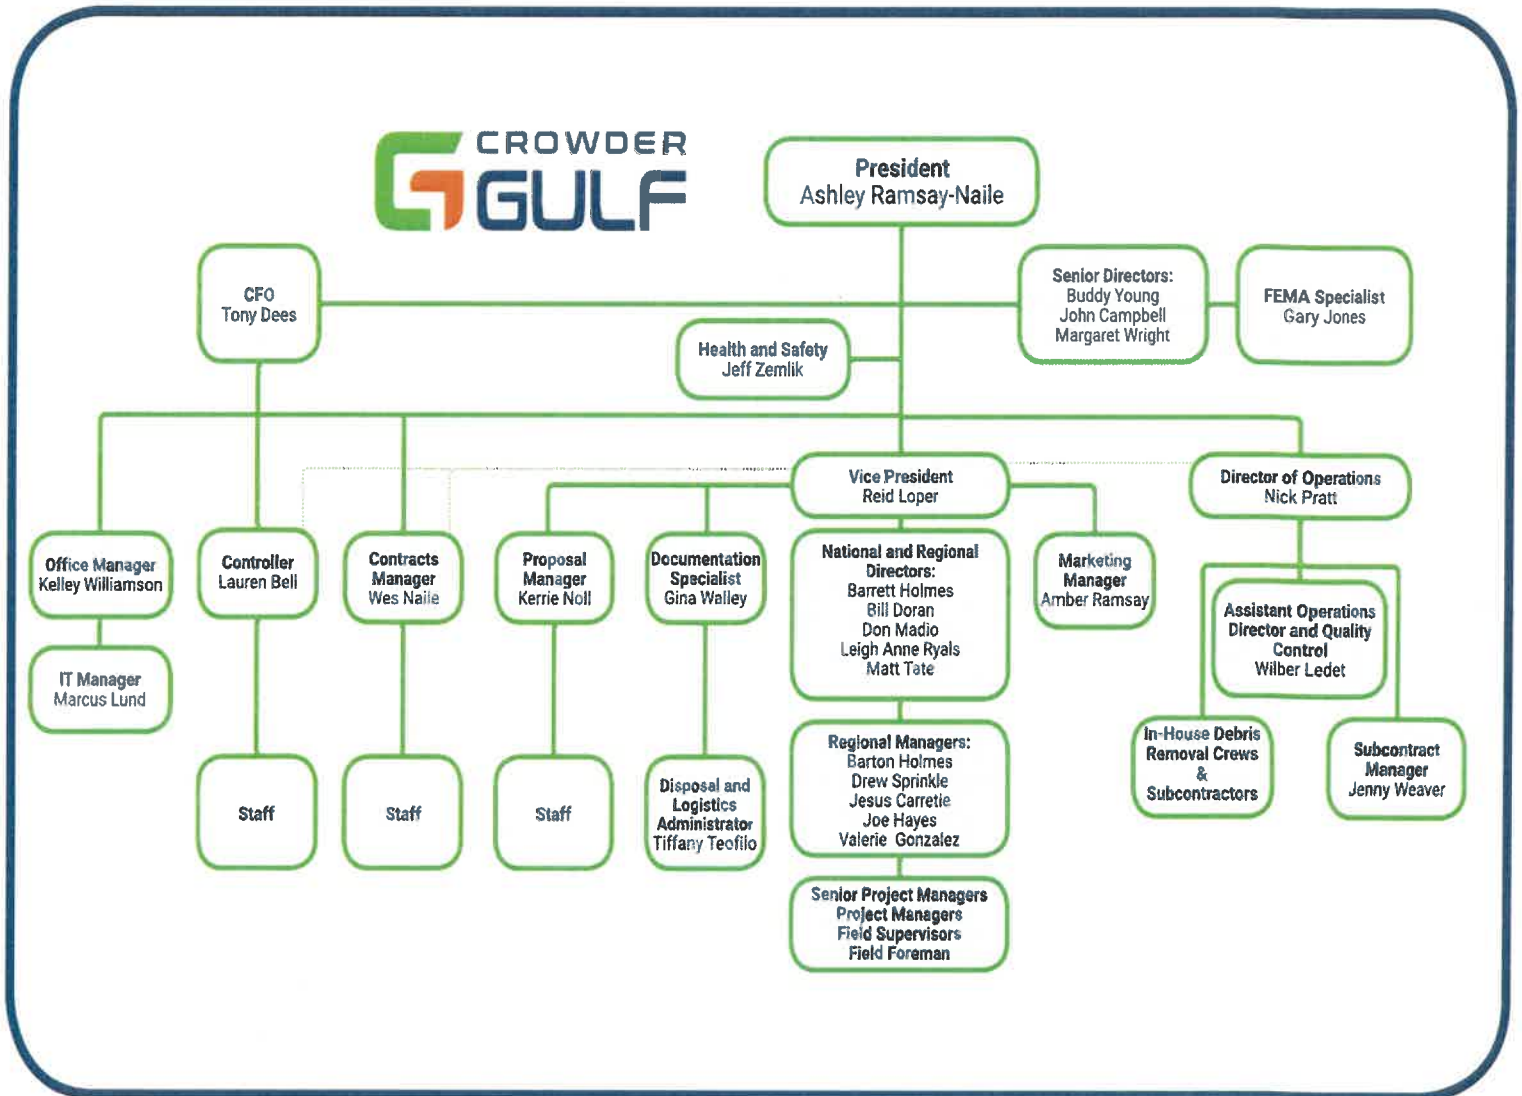 CROWDER
GULF
President
Ashley Ramsay-Naile
CFO
Tony Dees
Senior Directors:
Buddy Young
John Campbell
Margaret Wright
FEMA Specialist
Gary Jones
Health and Safety
Jeff Zemlik
Vice President
Reid Loper
Director of Operations
Nick Pratt
Office Manager
Kelley Williamson
Controller
Lauren Bell
Contracts
Manager
Wes Naile
Proposal
Manager
Kerrie Noll
Documentation
Specialist
Gina Walley
National and Regional
Directors:
Barrett Holmes
Bill Doran
Don Madio
Leigh Anne Ryals
Matt Tate
Marketing
Manager
Amber Ramsay
Assistant Operations
Director and Quality
Control
Wilber Ledet
IT Manager
Marcus Lund
Regional Managers:
Barton Holmes
Drew Sprinkle
Jesus Carretie
Joe Hayes
Valerie Gonzalez
In-House Debris
Removal Crews
&
Subcontractors
Subcontract
Manager
Jenny Weaver
Staff
Staff
Staff
Disposal and
Logistics
Administrator
Tiffany Teofilo
Senior Project Managers
Project Managers
Field Supervisors
Field Foreman